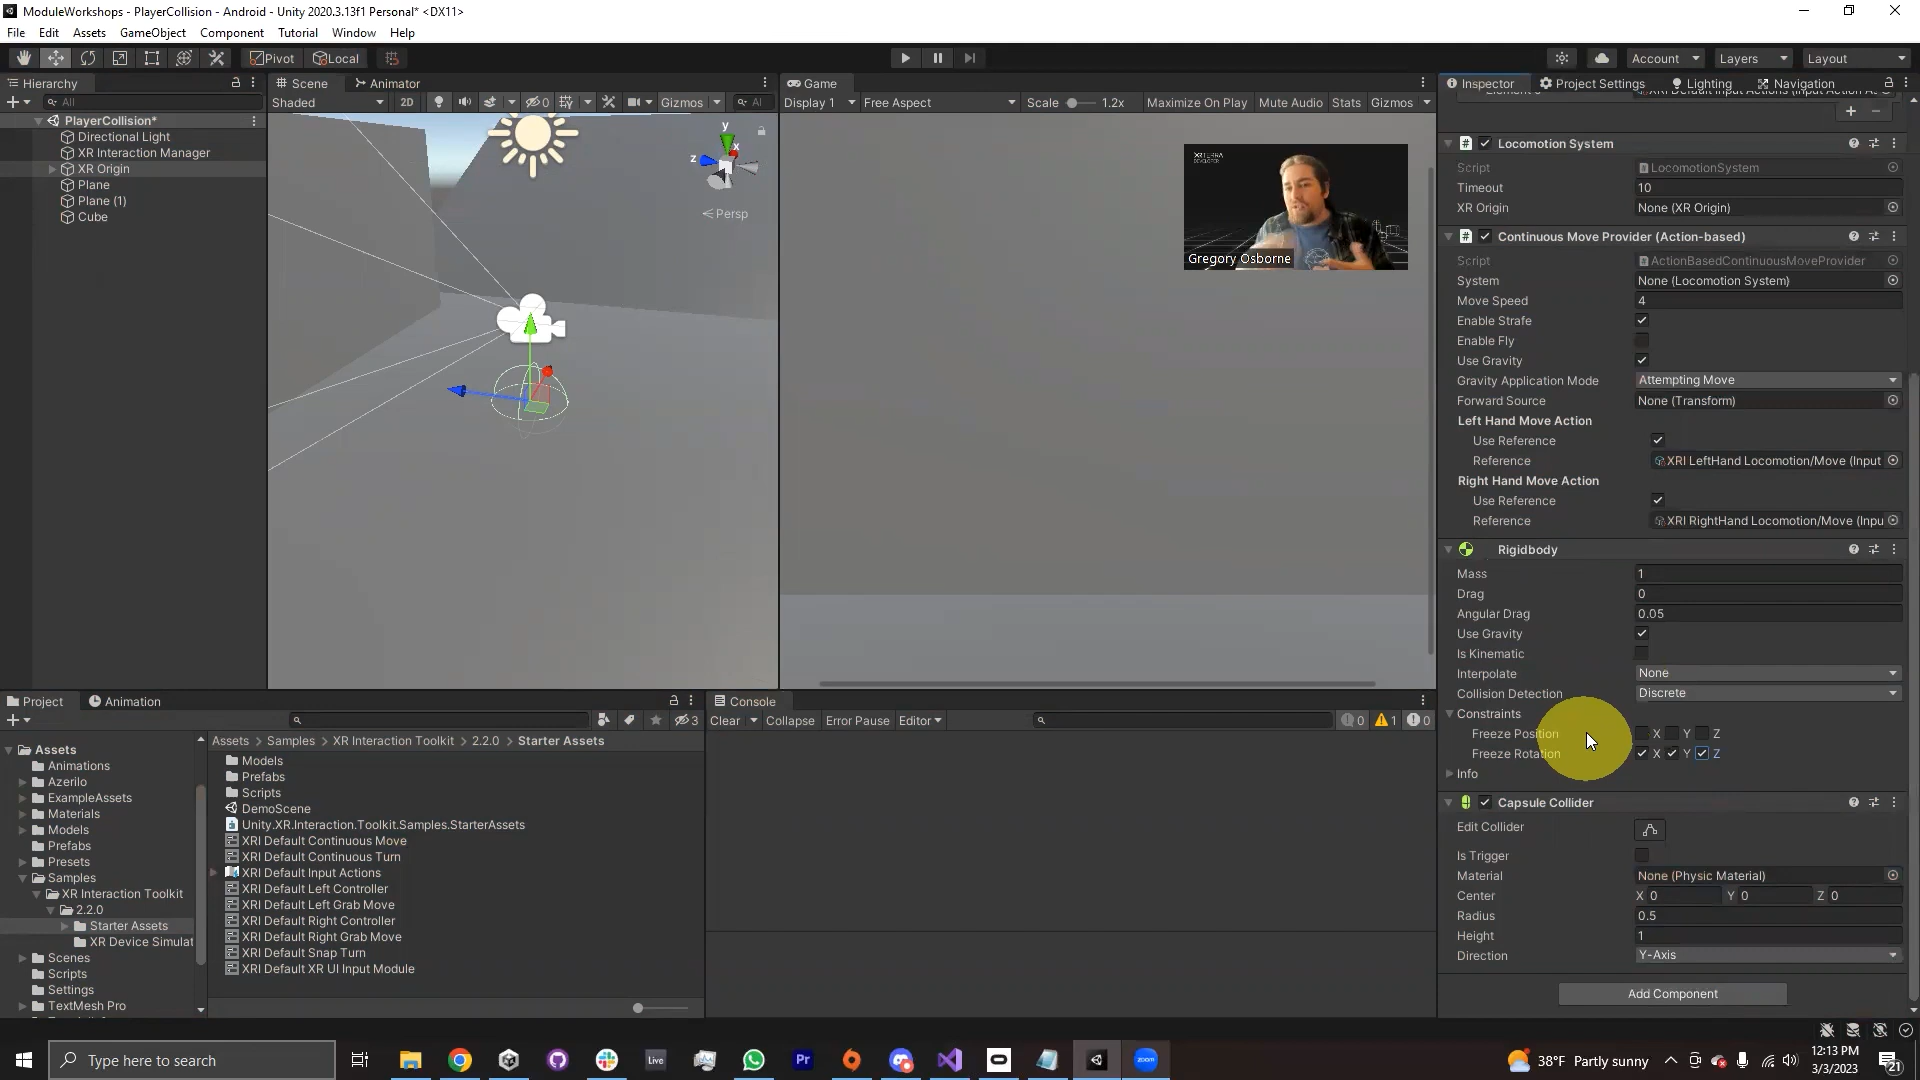 ModuleWorkshops - PlayerCollision - Android - Unity 2020.3.13f1 Personal* <DX11>
File Edit Assets GameObject Component Tutorial Window Help
Pivot Local Account Layers Layout
Hierarchy
All
PlayerCollision*
Directional Light
XR Interaction Manager
XR Origin
Plane
Plane (1)
Cube
Scene Animator
Shaded 2D 0 Gizmos Al
y
x
z
Persp
Game
Display 1 Free Aspect Scale 1.2x Maximize On Play Mute Audio Stats Gizmos
XRTERRA
DEVELOPER
Gregory Osborne
Inspector Project Settings Lighting Navigation
Locomotion System
Script LocomotionSystem
Timeout 10
XR Origin None (XR Origin)
Continuous Move Provider (Action-based)
Script ActionBasedContinuousMoveProvider
System None (Locomotion System)
Move Speed 4
Enable Strafe
Enable Fly
Use Gravity
Gravity Application Mode Attempting Move
Forward Source None (Transform)
Left Hand Move Action
Use Reference
Reference XRI LeftHand Locomotion/Move (Input
Right Hand Move Action
Use Reference
Reference XRI RightHand Locomotion/Move (Inpu
Rigidbody
Mass 1
Drag 0
Angular Drag 0.05
Use Gravity
Is Kinematic
Interpolate None
Collision Detection Discrete
Constraints
Freeze Position X Y Z
Freeze Rotation X Y Z
Info
Capsule Collider
Edit Collider
Is Trigger
Material None (Physic Material)
Center X 0 Y 0 Z 0
Radius 0.5
Height 1
Direction Y-Axis
Add Component
Project Animation
3
Assets
Animations
Azerilo
ExampleAssets
Materials
Models
Prefabs
Presets
Samples
XR Interaction Toolkit
2.2.0
Starter Assets
XR Device Simulat
Scenes
Scripts
Settings
TextMesh Pro
Assets > Samples > XR Interaction Toolkit > 2.2.0 > Starter Assets
Models
Prefabs
Scripts
DemoScene
Unity.XR.Interaction.Toolkit.Samples.StarterAssets
XRI Default Continuous Move
XRI Default Continuous Turn
XRI Default Input Actions
XRI Default Left Controller
XRI Default Left Grab Move
XRI Default Right Controller
XRI Default Right Grab Move
XRI Default Snap Turn
XRI Default XR UI Input Module
Console
Clear Collapse Error Pause Editor 0 1 0
Type here to search
Live
Pr
38°F Partly sunny
12:13 PM
3/3/2023
21